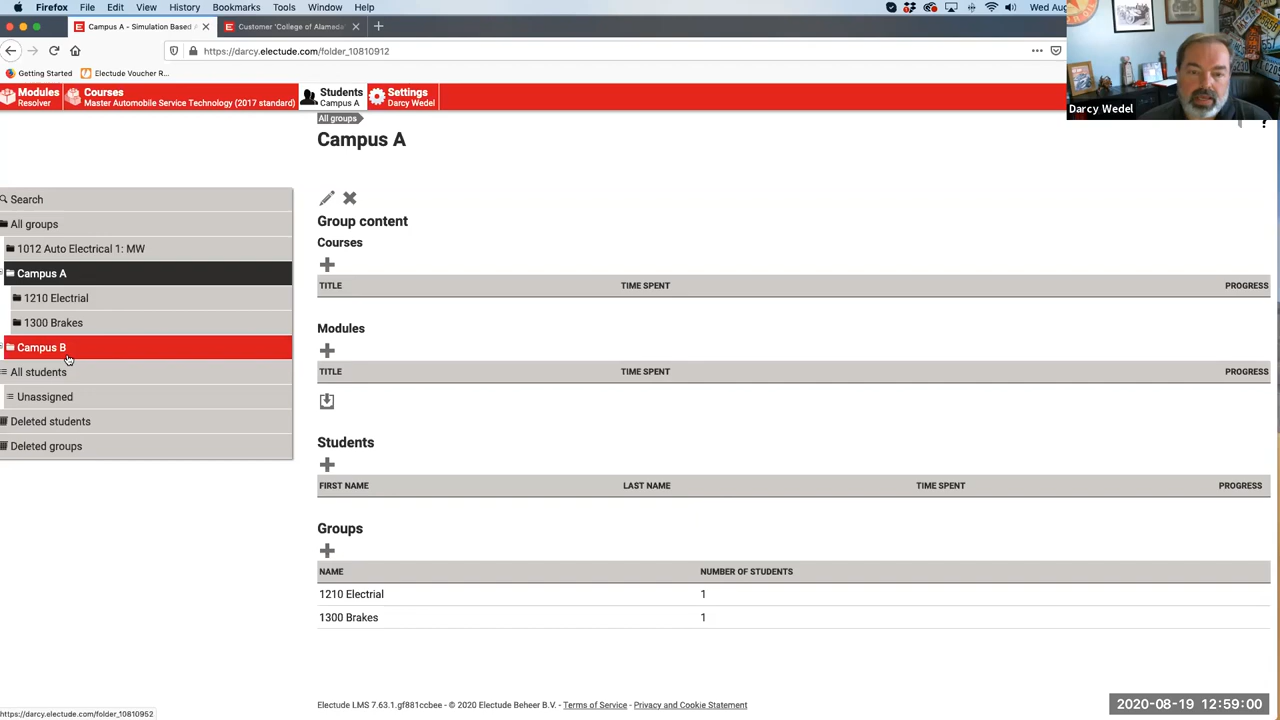 Firefox File Edit View History Bookmarks Tools Window Help
Wed Aug
Campus A - Simulation Based A
Customer 'College of Alameda'
https://darcy.electude.com/folder_10810912
Getting Started
Electude Voucher R...
Modules
Resolver
Courses
Master Automobile Service Technology (2017 standard)
Students
Campus A
Settings
Darcy Wedel
Darcy Wedel
All groups
?
Campus A
Search
All groups
1012 Auto Electrical 1: MW
Campus A
1210 Electrial
1300 Brakes
Campus B
All students
Unassigned
Deleted students
Deleted groups
Group content
Courses
TITLE TIME SPENT PROGRESS
Modules
TITLE TIME SPENT PROGRESS
Students
FIRST NAME LAST NAME TIME SPENT PROGRESS
Groups
NAME NUMBER OF STUDENTS
1210 Electrial 1
1300 Brakes 1
Electude LMS 7.63.1.gf881ccbee - © 2020 Electude Beheer B.V. - Terms of Service - Privacy and Cookie Statement
https://darcy.electude.com/folder_10810952
2020-08-19 12:59:00